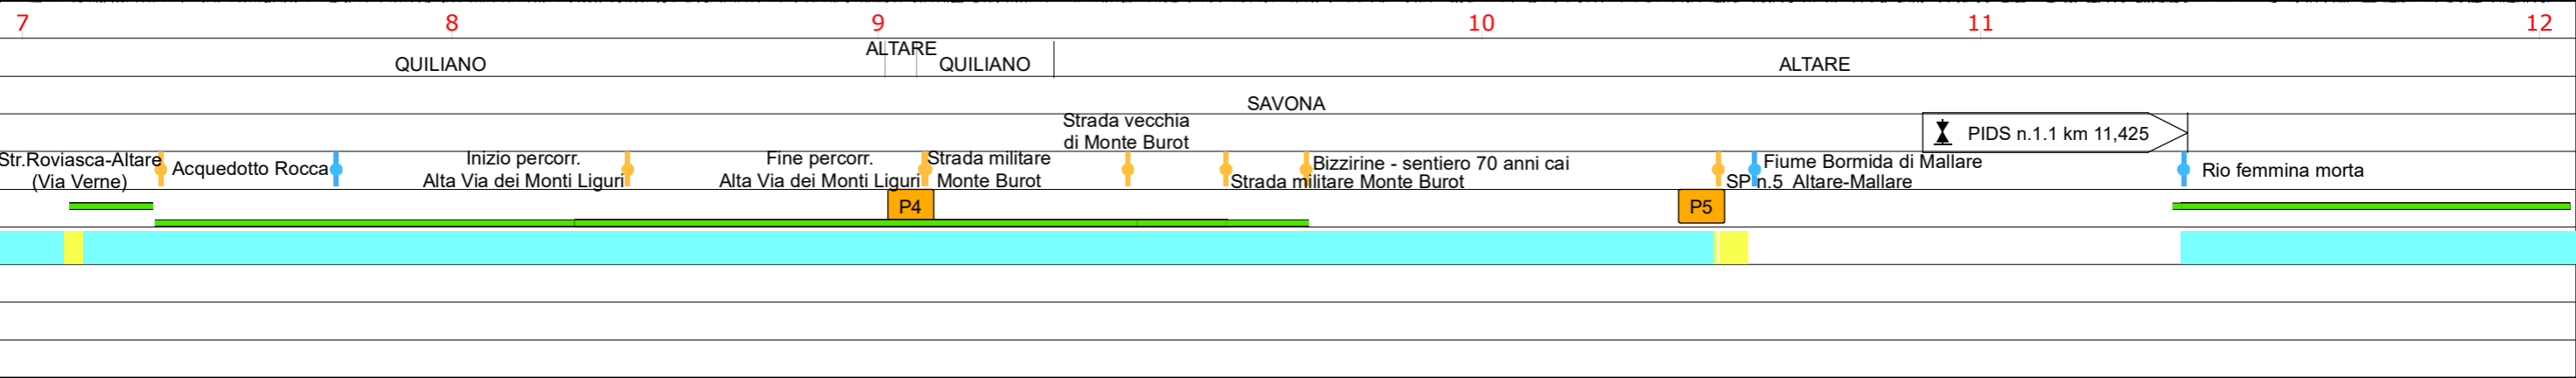 7 8 9 10 11 12
ALTARE
QUILIANO QUILIANO ALTARE
SAVONA
Strada vecchia
di Monte Burot
PIDS n.1.1 km 11,425
Str.Roviasca-Altare
(Via Verne)
Acquedotto Rocca
Inizio percorr.
Alta Via dei Monti Liguri
Fine percorr.
Alta Via dei Monti Liguri
Strada militare
Monte Burot
Strada militare Monte Burot
Bizzirine - sentiero 70 anni cai
SP n.5 Altare-Mallare
Fiume Bormida di Mallare
Rio femmina morta
P4
P5